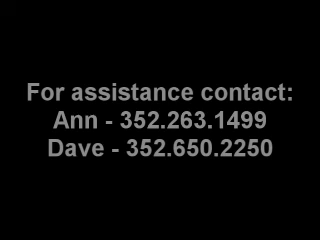 For assistance contact:
Ann - 352.263.1499
Dave - 352.650.2250